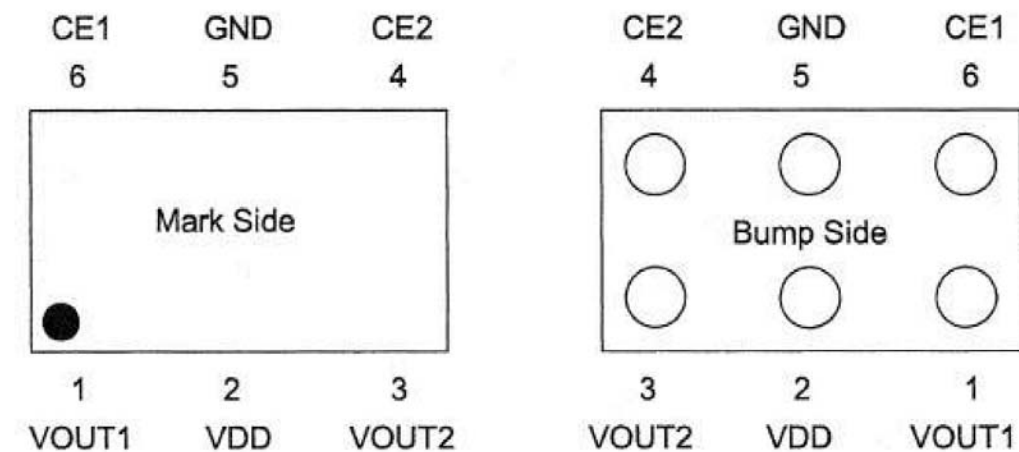 CE1 GND CE2
6 5 4
Mark Side
1 2 3
VOUT1 VDD VOUT2
CE2 GND CE1
4 5 6
Bump Side
3 2 1
VOUT2 VDD VOUT1